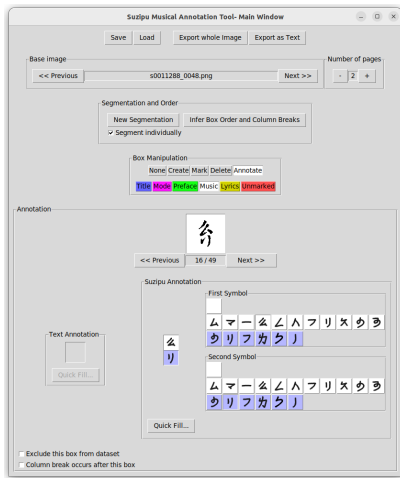 Suzipu Musical Annotation Tool- Main Window
Save Load Export whole Image Export as Text
Base image
<< Previous s0011288_0048.png Next >>
Number of pages
- 2 +
Segmentation and Order
New Segmentation Infer Box Order and Column Breaks
Segment individually
Box Manipulation
None Create Mark Delete Annotate
Title Mode Preface Music Lyrics Unmarked
Annotation
<< Previous 16 / 49 Next >>
Suzipu Annotation
Text Annotation
Quick Fill...
First Symbol
Second Symbol
Quick Fill...
Exclude this box from dataset
Column break occurs after this box